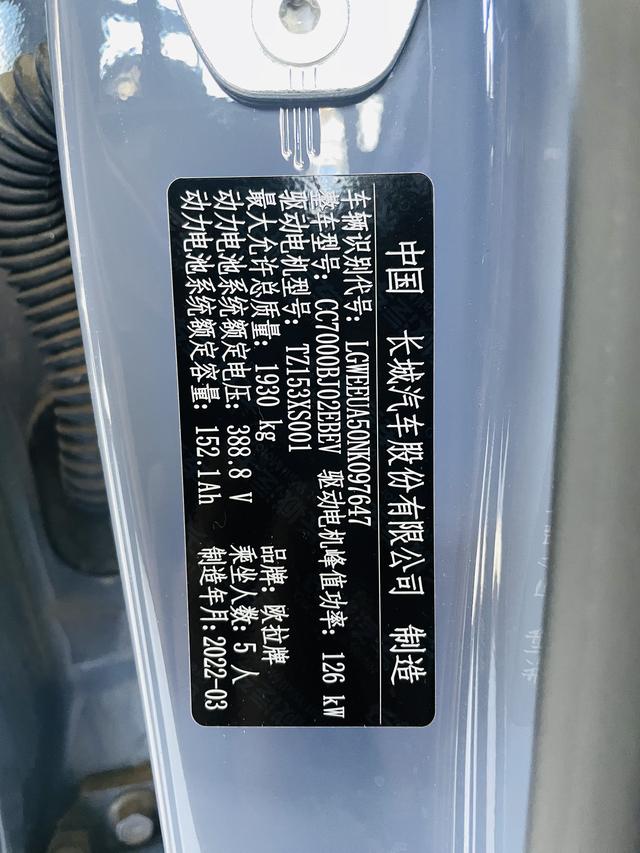 中国 长城汽车股份有限公司 制造
车辆识别代号: LGWEEUA50NK097647
整车型号: CC7000BJ02EBEV 驱动电机峰值功率: 126 kW
驱动电机型号: TZ153XS001
最大允许总质量: 1930 kg 品牌: 欧拉牌
动力电池系统额定电压: 388.8 V 乘坐人数: 5 人
动力电池系统额定容量: 152.1Ah 制造年月: 2022-03